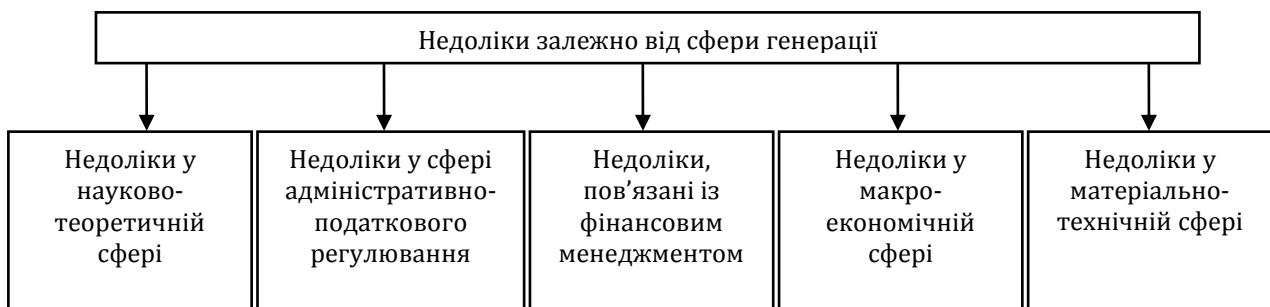 Недоліки залежно від сфери генерації
Недоліки у
науково-
теоретичній
сфері
Недоліки у сфері
адміністративно-
податкового
регулювання
Недоліки,
пов’язані із
фінансовим
менеджментом
Недоліки у
макро-
економічній
сфері
Недоліки у
матеріально-
технічній сфері